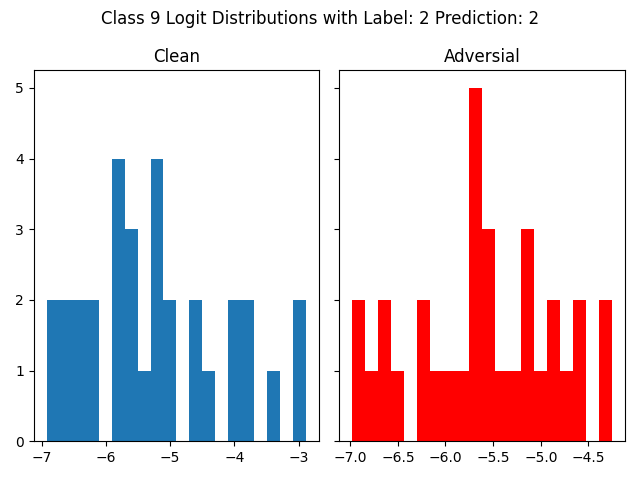 Class 9 Logit Distributions with Label: 2 Prediction: 2
Clean
Adversial
5
4
3
2
1
0
−7 −6 −5 −4 −3
−7.0 −6.5 −6.0 −5.5 −5.0 −4.5